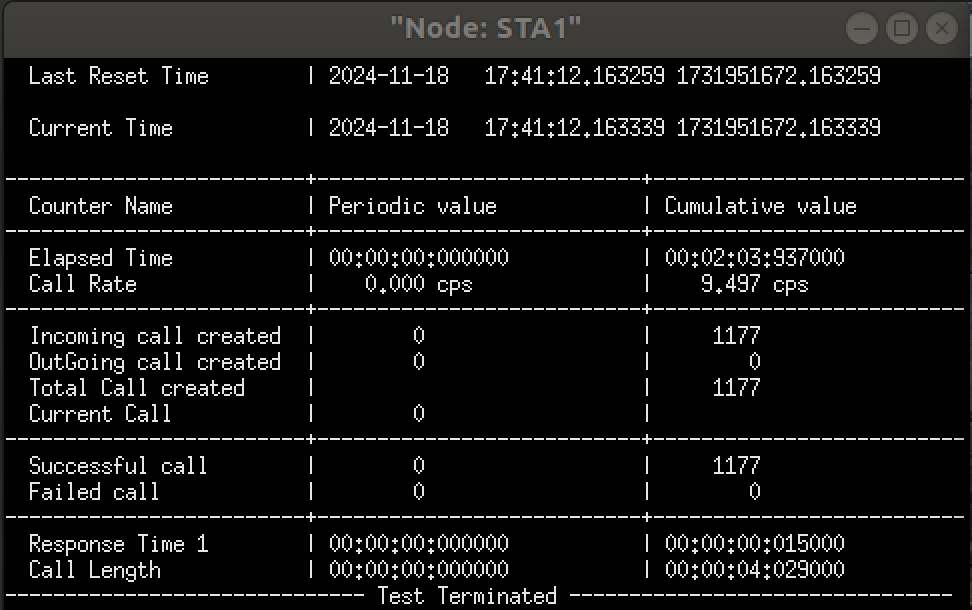 "Node: STA1"
Last Reset Time | 2024-11-18 17:41:12.163259 1731951672.163259
Current Time | 2024-11-18 17:41:12.163339 1731951672.163339
-------------------------+---------------------------+--------------------------
Counter Name | Periodic value | Cumulative value
-------------------------+---------------------------+--------------------------
Elapsed Time | 00:00:00:000000 | 00:02:03:937000
Call Rate | 0.000 cps | 9.497 cps
-------------------------+---------------------------+--------------------------
Incoming call created | 0 | 1177
OutGoing call created | 0 | 0
Total Call created | | 1177
Current Call | 0 |
-------------------------+---------------------------+--------------------------
Successful call | 0 | 1177
Failed call | 0 | 0
-------------------------+---------------------------+--------------------------
Response Time 1 | 00:00:00:000000 | 00:00:00:015000
Call Length | 00:00:00:000000 | 00:00:04:029000
------------------------------ Test Terminated --------------------------------